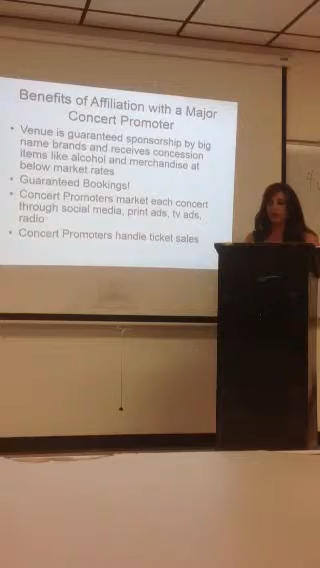 Benefits of Affiliation with a Major
Concert Promoter
• Venue is guaranteed sponsorship by big
name brands and receives concession
items like alcohol and merchandise at
below market rates
• Guaranteed Bookings!
• Concert Promoters market each concert
through social media, print ads, tv ads,
radio
• Concert Promoters handle ticket sales